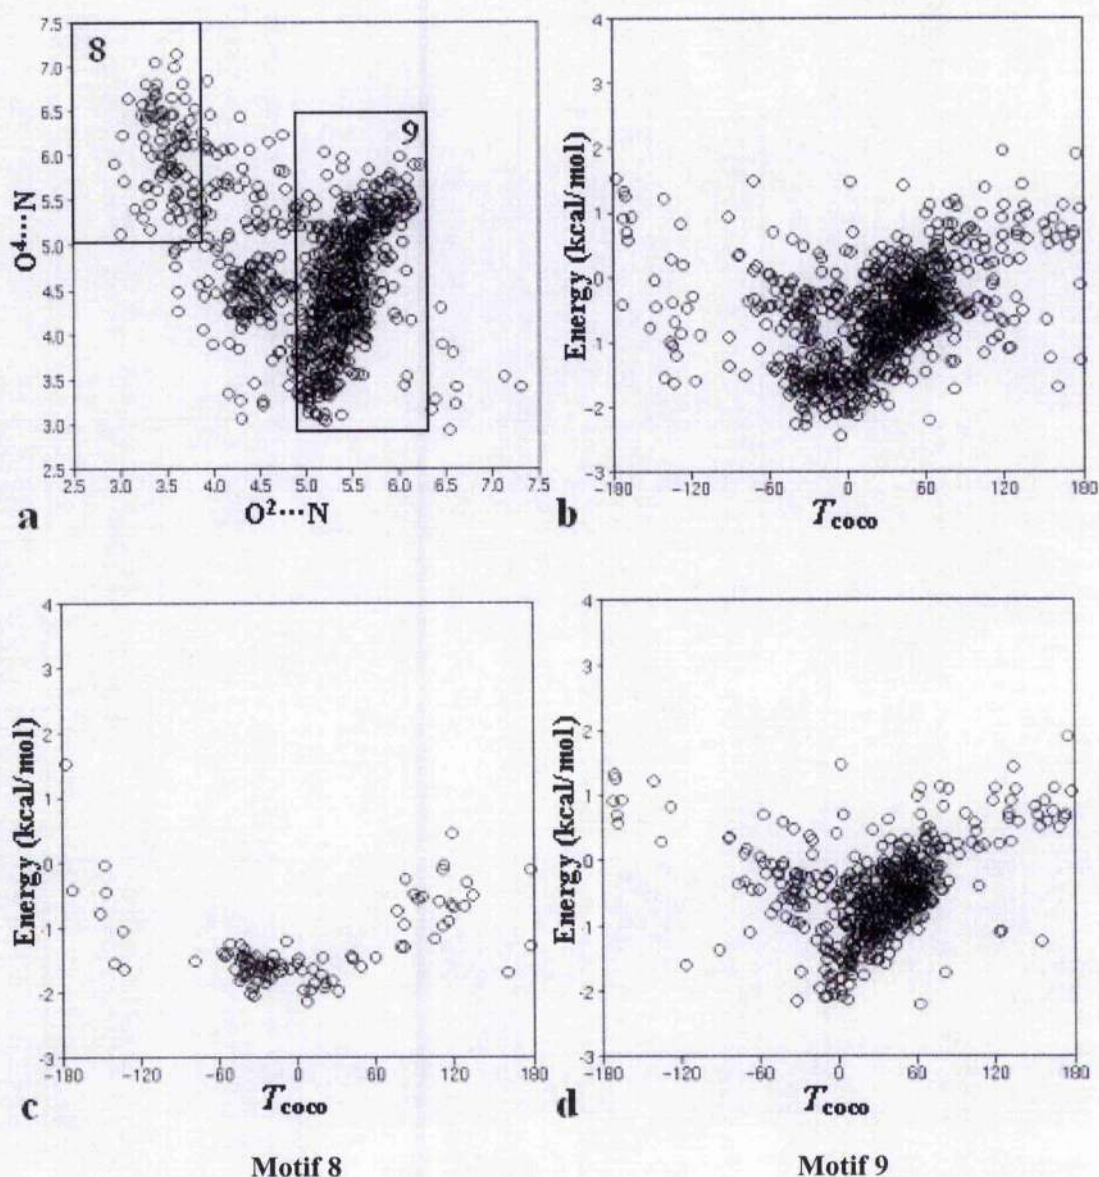 7.5
7.0
6.5
6.0
5.5
5.0
4.5
4.0
3.5
3.0
2.5
O⁴···N
8
9
2.5 3.0 3.5 4.0 4.5 5.0 5.5 6.0 6.5 7.0 7.5
a
O²···N
4
3
2
1
-0
-1
-2
-3
Energy (kcal/mol)
-180 -120 -60 0 60 120 180
b
T coco
4
3
2
1
-0
-1
-2
-3
Energy (kcal/mol)
-180 -120 -60 0 60 120 180
c
T coco
Motif 8
4
3
2
1
-0
-1
-2
-3
Energy (kcal/mol)
-180 -120 -60 0 60 120 180
d
T coco
Motif 9